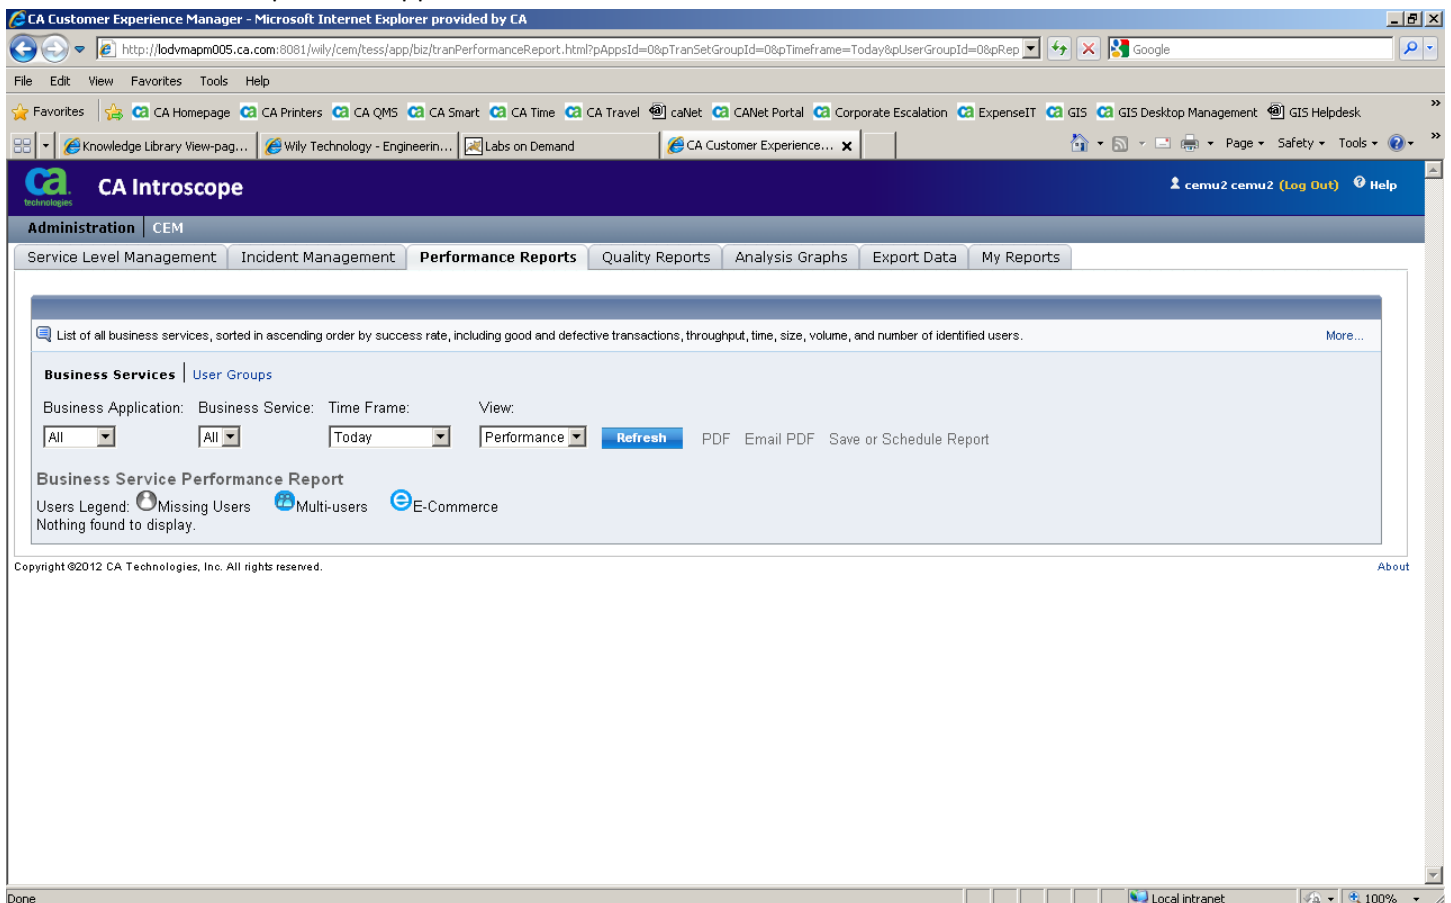 CA Customer Experience Manager - Microsoft Internet Explorer provided by CA
http://lodvmapm005.ca.com:8081/wily/cem/tess/app/biz/tranPerformanceReport.html?pAppsId=0&pTranSetGroupId=0&pTimeframe=Today&pUserGroupId=0&pRep
Google
File Edit View Favorites Tools Help
Favorites CA Homepage CA Printers CA QMS CA Smart CA Time CA Travel caNet CANet Portal Corporate Escalation ExpenseIT GIS GIS Desktop Management GIS Helpdesk »
Knowledge Library View-pag... Wily Technology - Engineerin... Labs on Demand CA Customer Experience... X Page Safety Tools »
ca technologies CA Introscope cemu2 cemu2 (Log Out) Help
Administration CEM
Service Level Management Incident Management Performance Reports Quality Reports Analysis Graphs Export Data My Reports
List of all business services, sorted in ascending order by success rate, including good and defective transactions, throughput, time, size, volume, and number of identified users. More...
Business Services User Groups
Business Application: Business Service: Time Frame: View:
All All Today Performance Refresh PDF Email PDF Save or Schedule Report
Business Service Performance Report
Users Legend: Missing Users Multi-users E-Commerce
Nothing found to display.
Copyright ©2012 CA Technologies, Inc. All rights reserved. About
Done Local intranet 100%